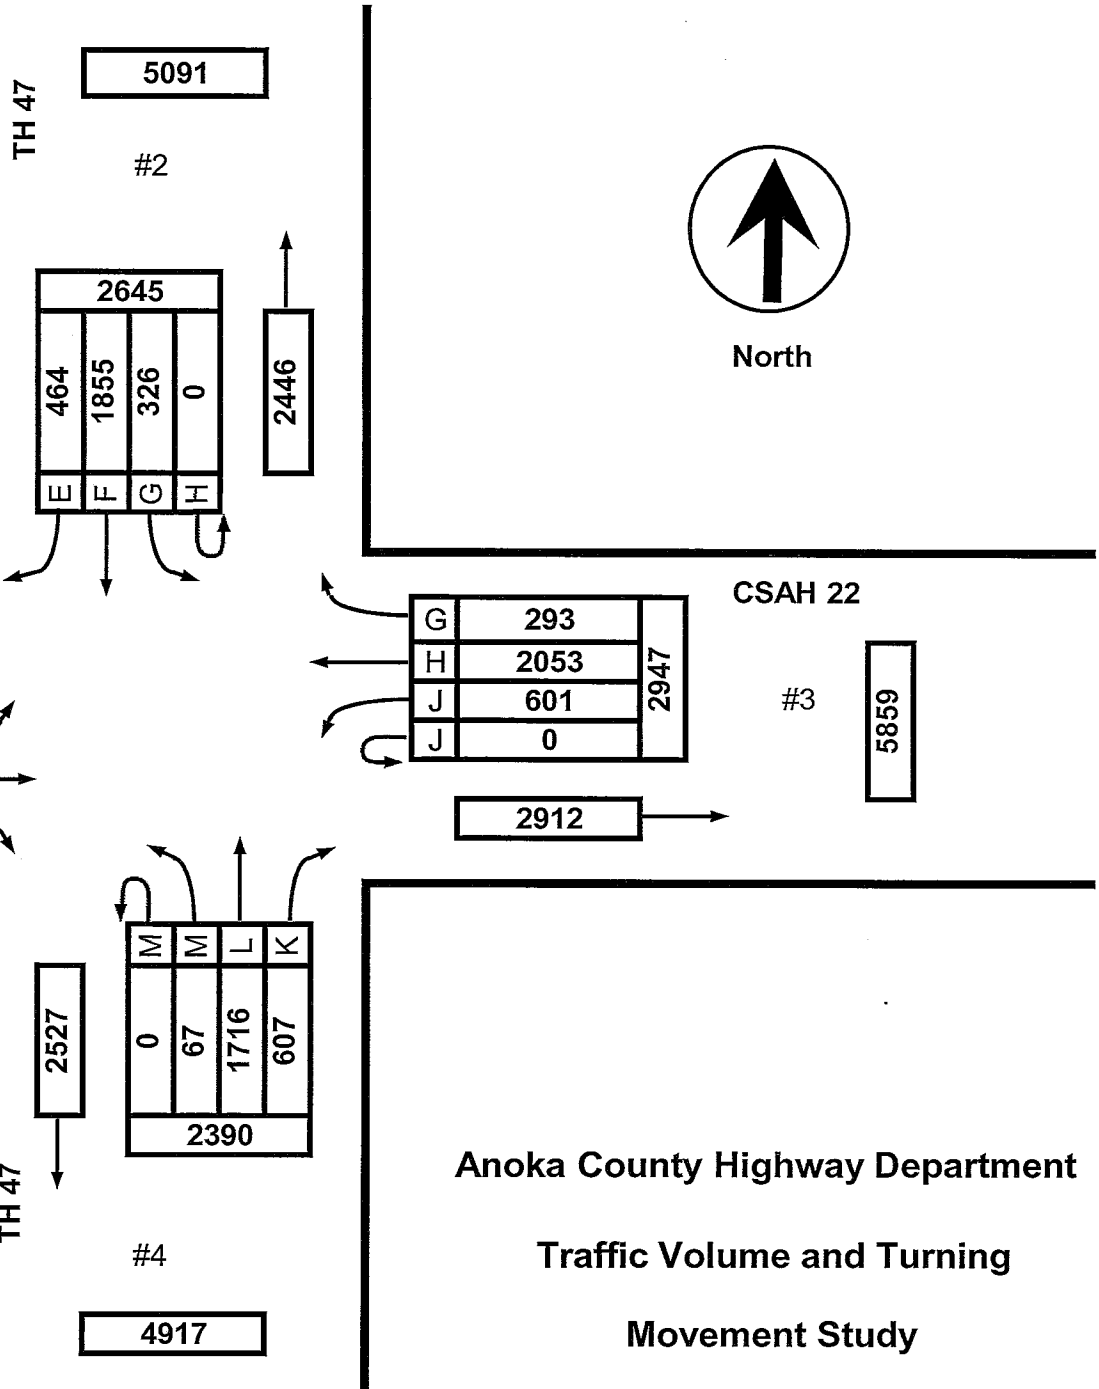 TH 47
5091
#2
2645
464
1855
326
0
E
F
G
H
2446
North
CSAH 22
G 293
H 2053
J 601
J 0
2947
#3
5859
2912
M
M
L
K
0
67
1716
607
2390
2527
TH 47
#4
4917
Anoka County Highway Department
Traffic Volume and Turning
Movement Study